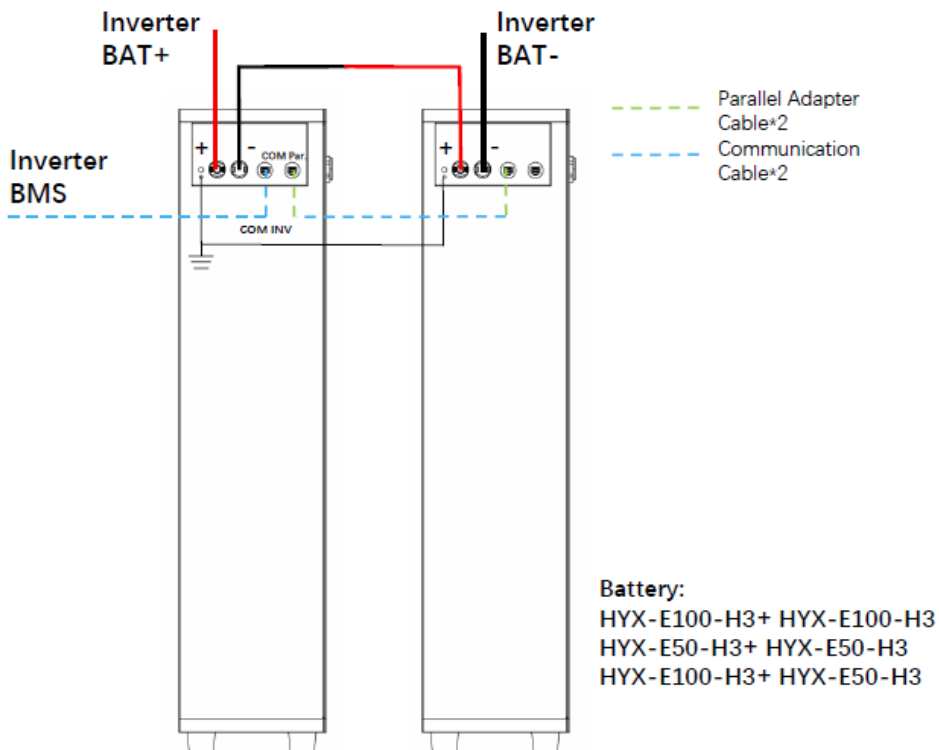 Inverter
BAT+
Inverter
BAT-
Parallel Adapter
Cable*2
Communication
Cable*2
Inverter
BMS
+ - COM Par.
+ -
COM INV
Battery:
HYX-E100-H3+ HYX-E100-H3
HYX-E50-H3+ HYX-E50-H3
HYX-E100-H3+ HYX-E50-H3